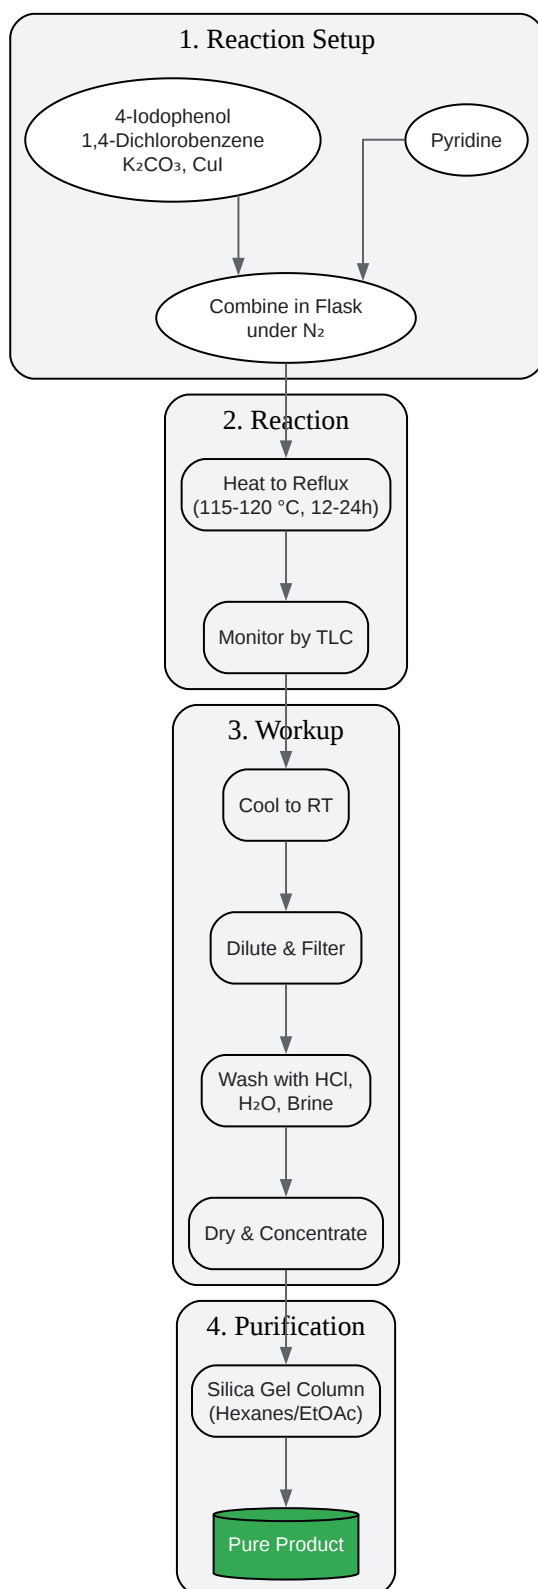 1. Reaction Setup
4-Iodophenol
1,4-Dichlorobenzene
K₂CO₃, CuI
Pyridine
Combine in Flask
under N₂
2. Reaction
Heat to Reflux
(115-120 °C, 12-24h)
Monitor by TLC
3. Workup
Cool to RT
Dilute & Filter
Wash with HCl,
H₂O, Brine
Dry & Concentrate
4. Purification
Silica Gel Column
(Hexanes/EtOAc)
Pure Product